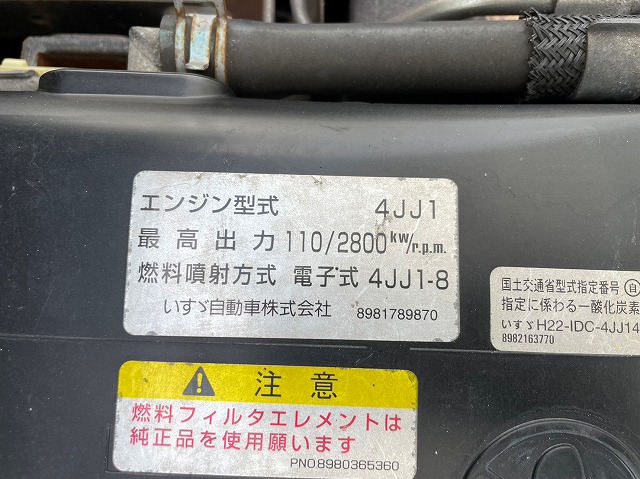 エンジン型式 4JJ1
最高出力 110/2800kw/r.p.m.
燃料噴射方式 電子式 4JJ1-8
いすゞ自動車株式会社 8981789870
国土交通省型式指定番号 自
指定に係わる一酸化炭素
いすゞH22-IDC-4JJ14
8982163770
注意
燃料フィルタエレメントは
純正品を使用願います
PNO.8980365360